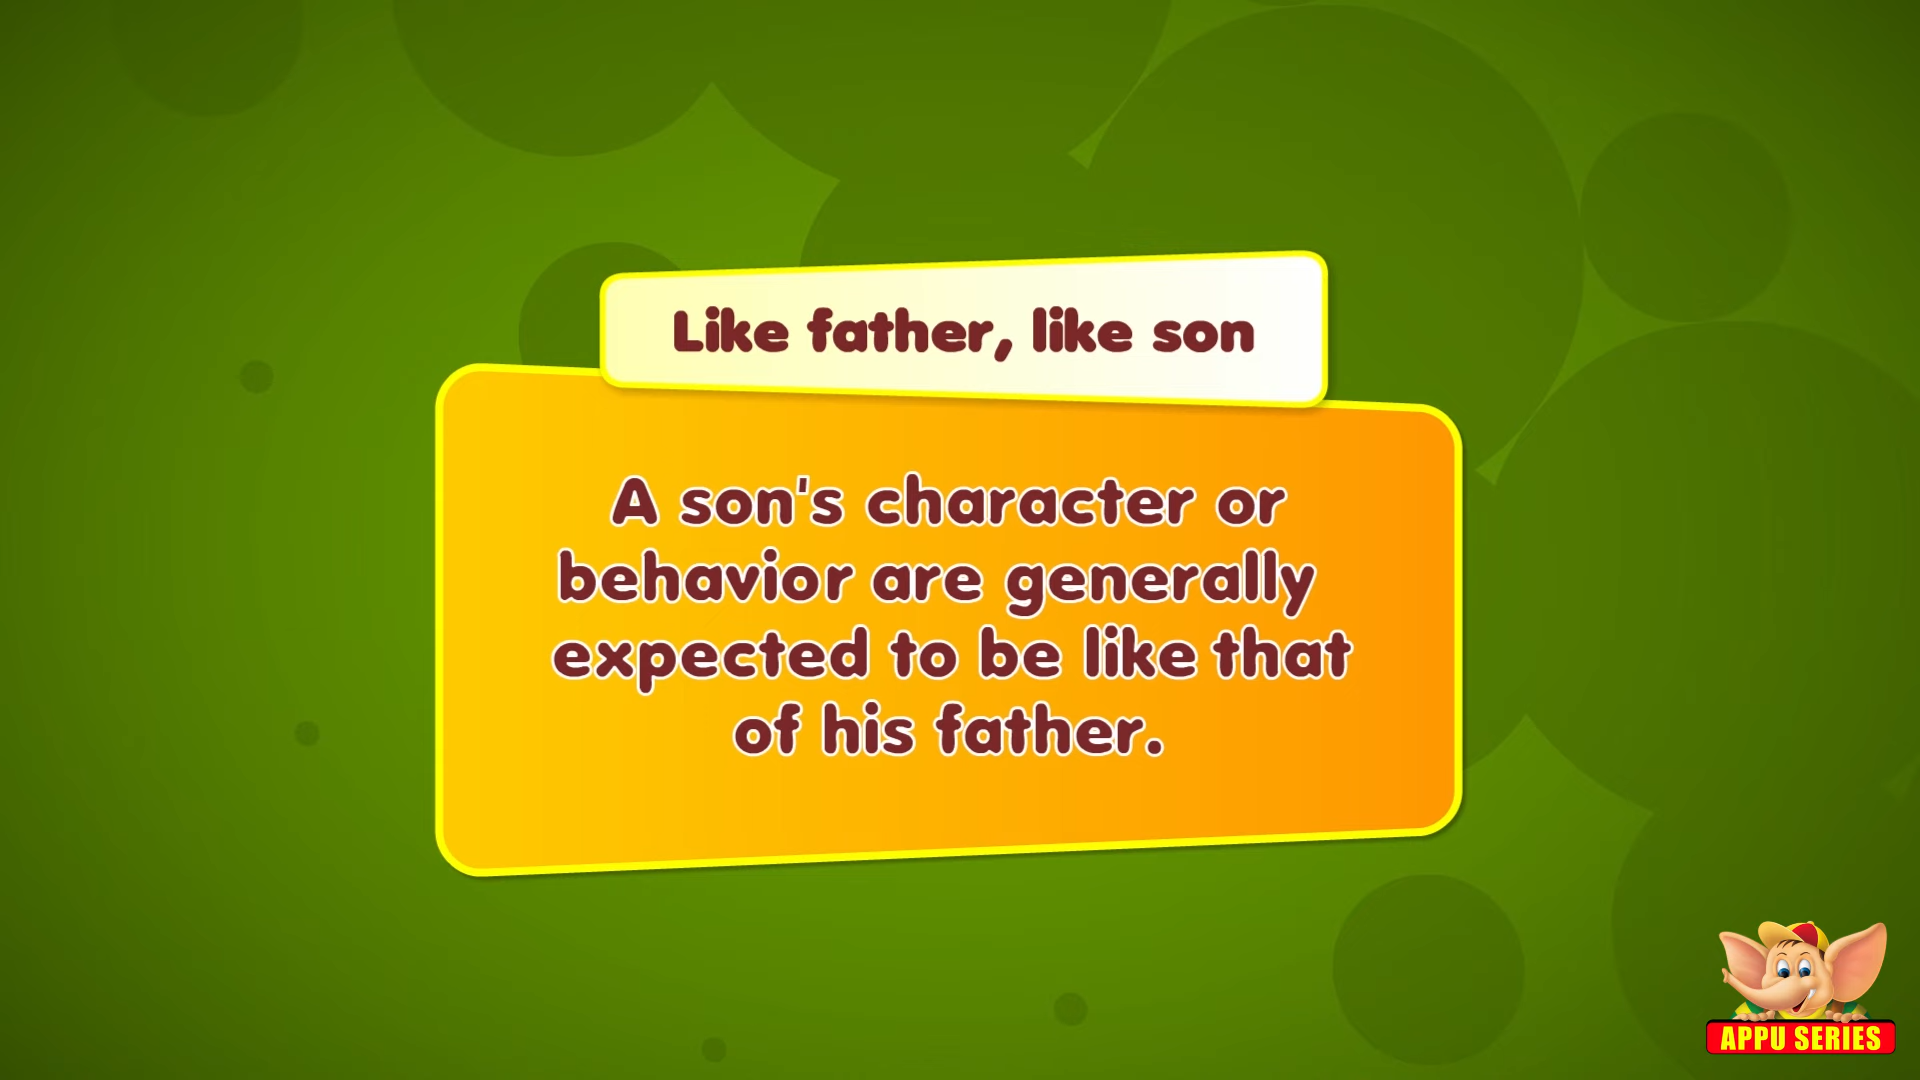 Like father, like son
A son's character or
behavior are generally
expected to be like that
of his father.
APPU SERIES